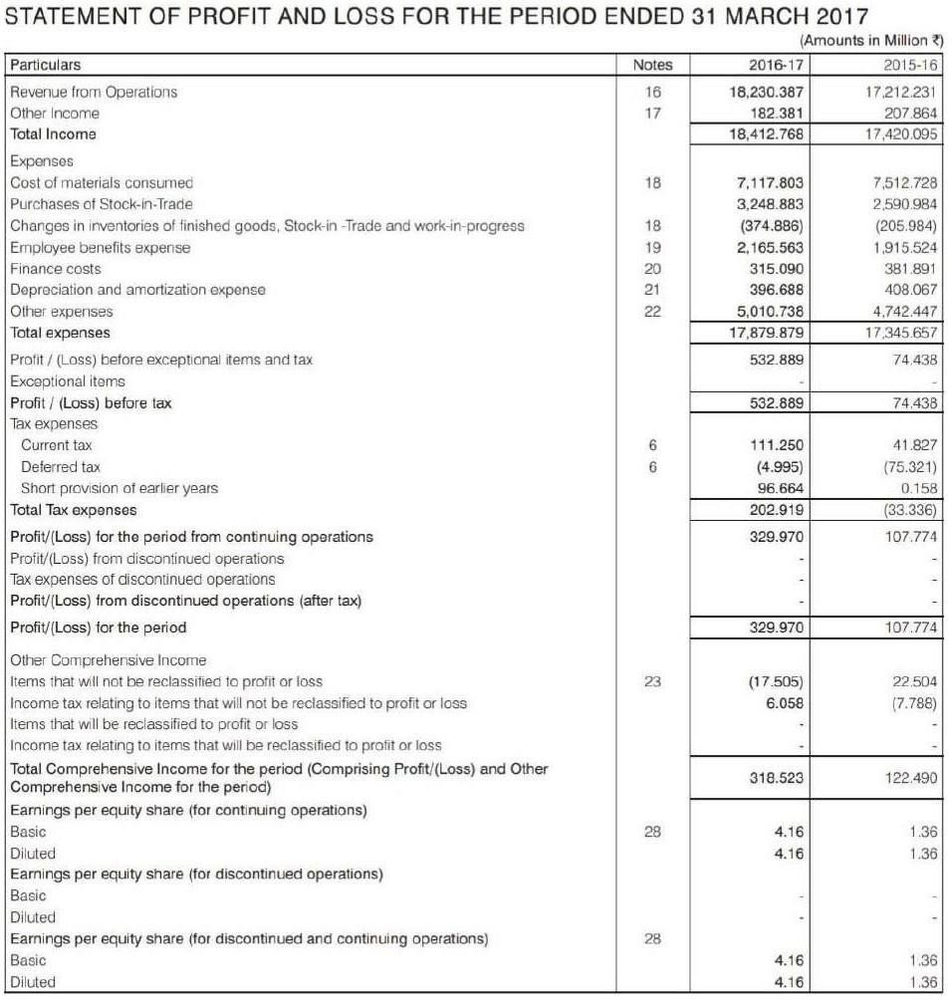 STATEMENT OF PROFIT AND LOSS FOR THE PERIOD ENDED 31 MARCH 2017
(Amounts in Million ₹)
Particulars Notes 2016-17 2015-16
Revenue from Operations 16 18,230.387 17,212.231
Other Income 17 182.381 207.864
Total Income 18,412.768 17,420.095
Expenses
Cost of materials consumed 18 7,117.803 7,512.728
Purchases of Stock-in-Trade 3,248.883 2,590.984
Changes in inventories of finished goods, Stock-in -Trade and work-in-progress 18 (374.886) (205.984)
Employee benefits expense 19 2,165.563 1,915.524
Finance costs 20 315.090 381.891
Depreciation and amortization expense 21 396.688 408.067
Other expenses 22 5,010.738 4,742.447
Total expenses 17,879.879 17,345.657
Profit / (Loss) before exceptional items and tax 532.889 74.438
Exceptional items - -
Profit / (Loss) before tax 532.889 74.438
Tax expenses
Current tax 6 111.250 41.827
Deferred tax 6 (4.995) (75.321)
Short provision of earlier years 96.664 0.158
Total Tax expenses 202.919 (33.336)
Profit/(Loss) for the period from continuing operations 329.970 107.774
Profit/(Loss) from discontinued operations - -
Tax expenses of discontinued operations - -
Profit/(Loss) from discontinued operations (after tax) - -
Profit/(Loss) for the period 329.970 107.774
Other Comprehensive Income
Items that will not be reclassified to profit or loss 23 (17.505) 22.504
Income tax relating to items that will not be reclassified to profit or loss 6.058 (7.788)
Items that will be reclassified to profit or loss - -
Income tax relating to items that will be reclassified to profit or loss - -
Total Comprehensive Income for the period (Comprising Profit/(Loss) and Other
Comprehensive Income for the period) 318.523 122.490
Earnings per equity share (for continuing operations)
Basic 28 4.16 1.36
Diluted 4.16 1.36
Earnings per equity share (for discontinued operations)
Basic - -
Diluted - -
Earnings per equity share (for discontinued and continuing operations) 28
Basic 4.16 1.36
Diluted 4.16 1.36